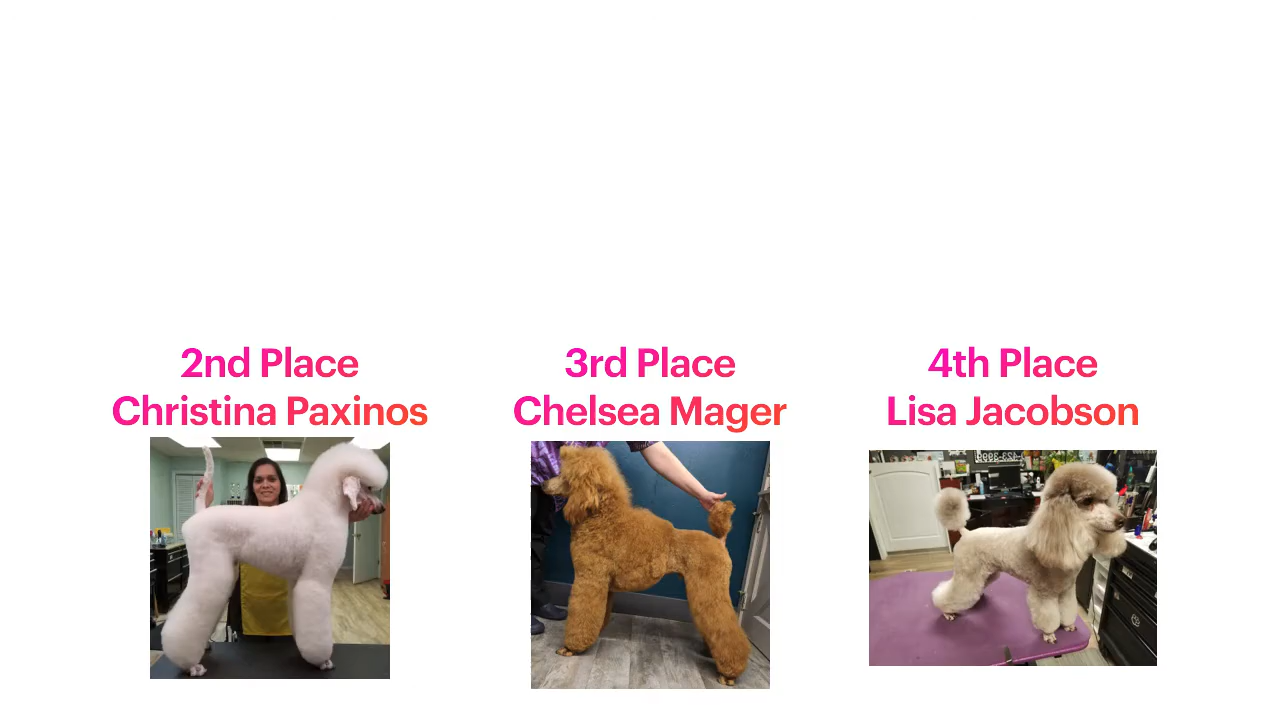 2nd Place
Christina Paxinos
3rd Place
Chelsea Mager
4th Place
Lisa Jacobson